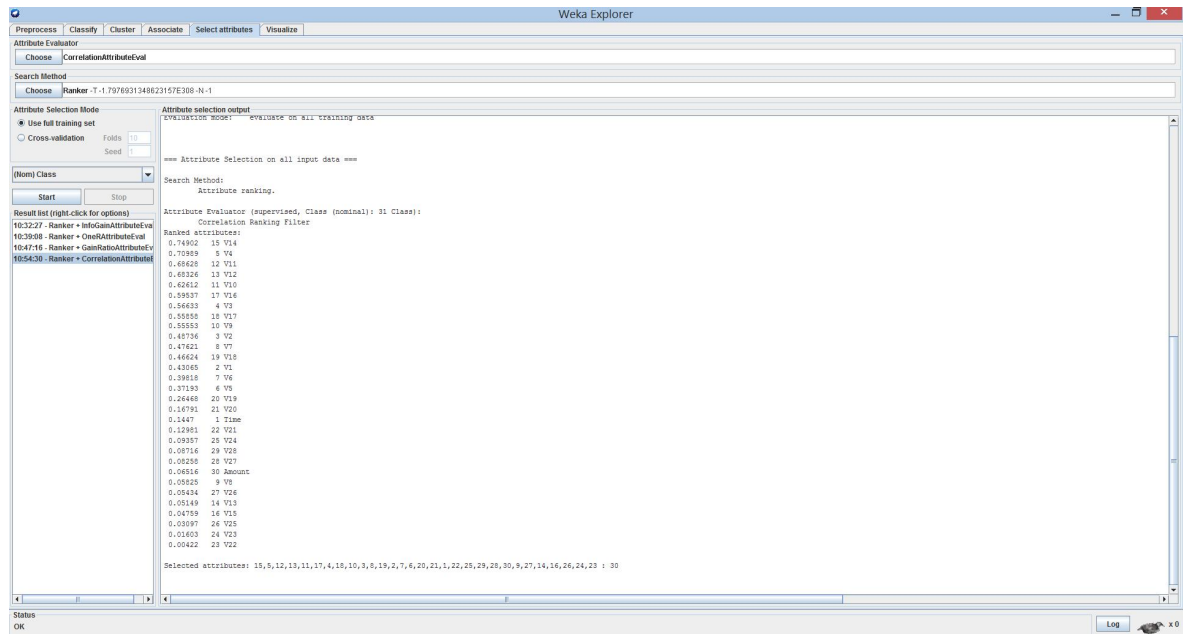 Weka Explorer
Preprocess Classify Cluster Associate Select attributes Visualize
Attribute Evaluator
Choose CorrelationAttributeEval
Search Method
Choose Ranker -T -1.7976931348623157E308 -N -1
Attribute Selection Mode
Use full training set
Cross-validation Folds 10
Seed 1
(Nom) Class
Start Stop
Result list (right-click for options)
10:32:27 - Ranker + InfoGainAttributeEval
10:39:08 - Ranker + OneRAttributeEval
10:47:16 - Ranker + GainRatioAttributeEv
10:54:30 - Ranker + CorrelationAttributeE
Attribute selection output
Evaluation mode: evaluate on all training data
=== Attribute Selection on all input data ===
Search Method:
Attribute ranking.
Attribute Evaluator (supervised, Class (nominal): 31 Class):
Correlation Ranking Filter
Ranked attributes:
0.74902 15 V14
0.70989 5 V4
0.68628 12 V11
0.68326 13 V12
0.62612 11 V10
0.59537 17 V16
0.56633 4 V3
0.55858 18 V17
0.55553 10 V9
0.48736 3 V2
0.47621 8 V7
0.46624 19 V18
0.43065 2 V1
0.39818 7 V6
0.37193 6 V5
0.26468 20 V19
0.16791 21 V20
0.1447 1 Time
0.12981 22 V21
0.09357 25 V24
0.08716 29 V28
0.08258 28 V27
0.06516 30 Amount
0.05825 9 V8
0.05434 27 V26
0.05149 14 V13
0.04759 16 V15
0.03097 26 V25
0.01603 24 V23
0.00422 23 V22
Selected attributes: 15,5,12,13,11,17,4,18,10,3,8,19,2,7,6,20,21,1,22,25,29,28,30,9,27,14,16,26,24,23 : 30
Status
OK
Log x 0